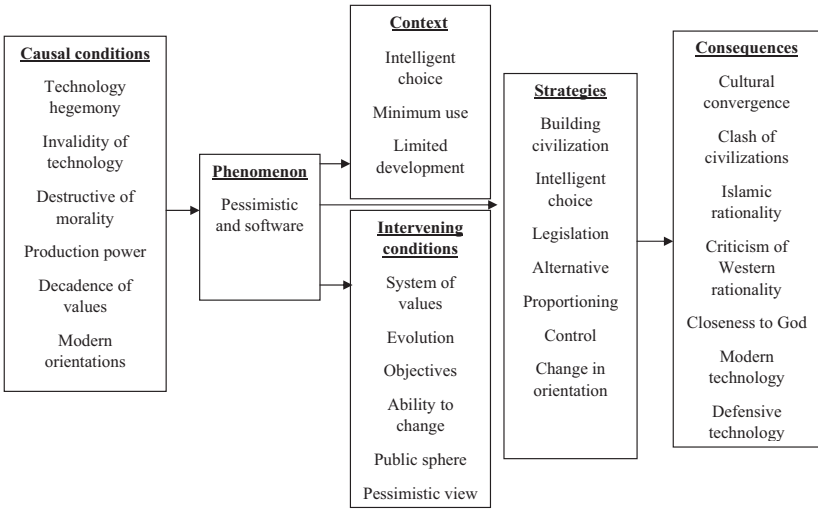 Causal conditions
Technology
hegemony
Invalidity of
technology
Destructive of
morality
Production power
Decadence of
values
Modern
orientations
Phenomenon
Pessimistic
and software
Context
Intelligent
choice
Minimum use
Limited
development
Intervening
conditions
System of
values
Evolution
Objectives
Ability to
change
Public sphere
Pessimistic view
Strategies
Building
civilization
Intelligent
choice
Legislation
Alternative
Proportioning
Control
Change in
orientation
Consequences
Cultural
convergence
Clash of
civilizations
Islamic
rationality
Criticism of
Western
rationality
Closeness to God
Modern
technology
Defensive
technology